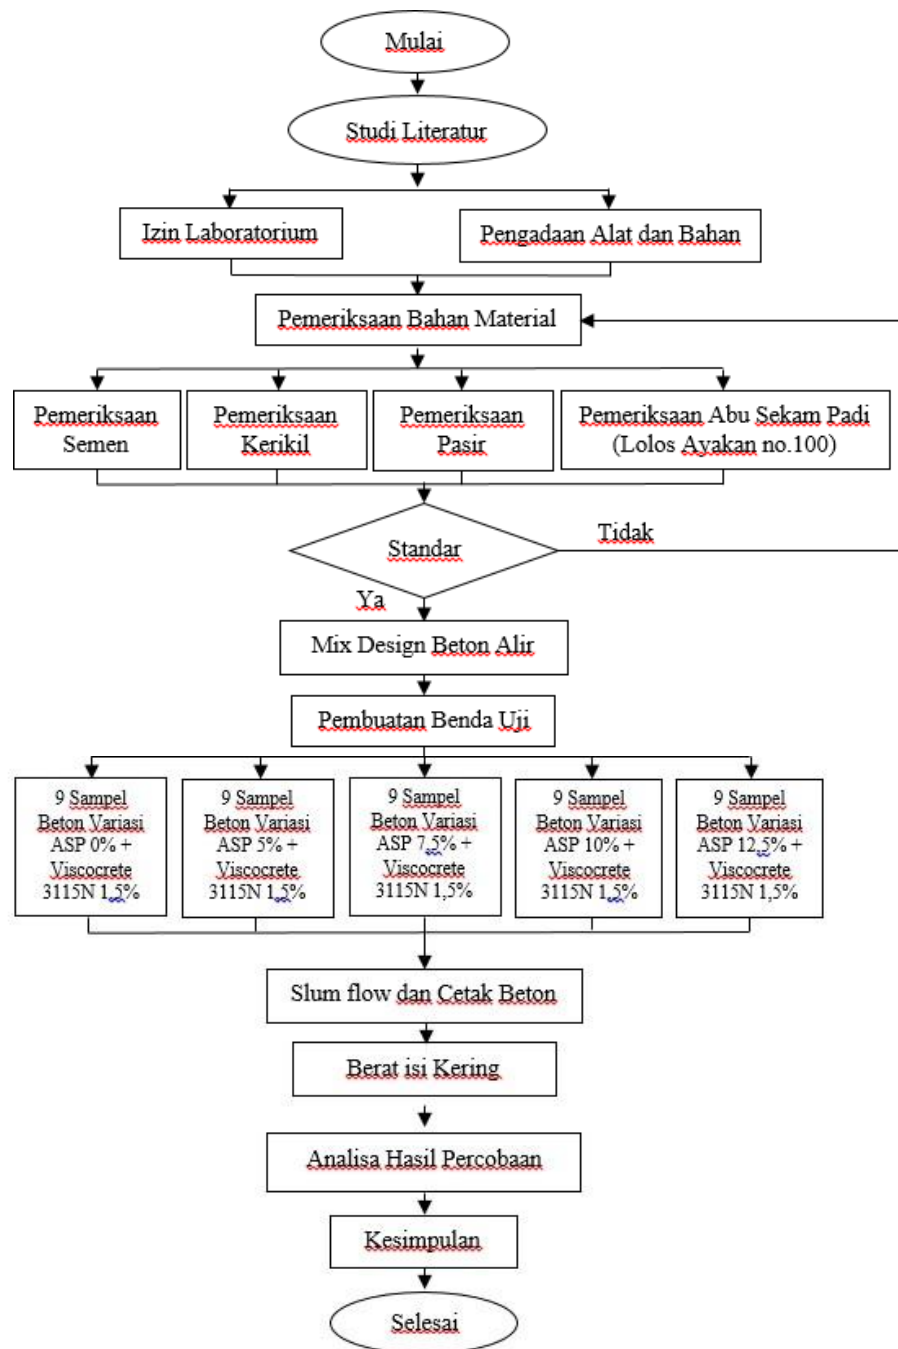 Mulai
Studi Literatur
Izin Laboratorium
Pengadaan Alat dan Bahan
Pemeriksaan Bahan Material
Pemeriksaan
Semen
Pemeriksaan
Kerikil
Pemeriksaan
Pasir
Pemeriksaan Abu Sekam Padi
(Lolos Ayakan no.100)
Standar
Tidak
Ya
Mix Design Beton Alir
Pembuatan Benda Uji
9 Sampel
Beton Variasi
ASP 0% +
Viscocrete
3115N 1,5%
9 Sampel
Beton Variasi
ASP 5% +
Viscocrete
3115N 1,5%
9 Sampel
Beton Variasi
ASP 7,5% +
Viscocrete
3115N 1,5%
9 Sampel
Beton Variasi
ASP 10% +
Viscocrete
3115N 1,5%
9 Sampel
Beton Variasi
ASP 12,5% +
Viscocrete
3115N 1,5%
Slum flow dan Cetak Beton
Berat isi Kering
Analisa Hasil Percobaan
Kesimpulan
Selesai